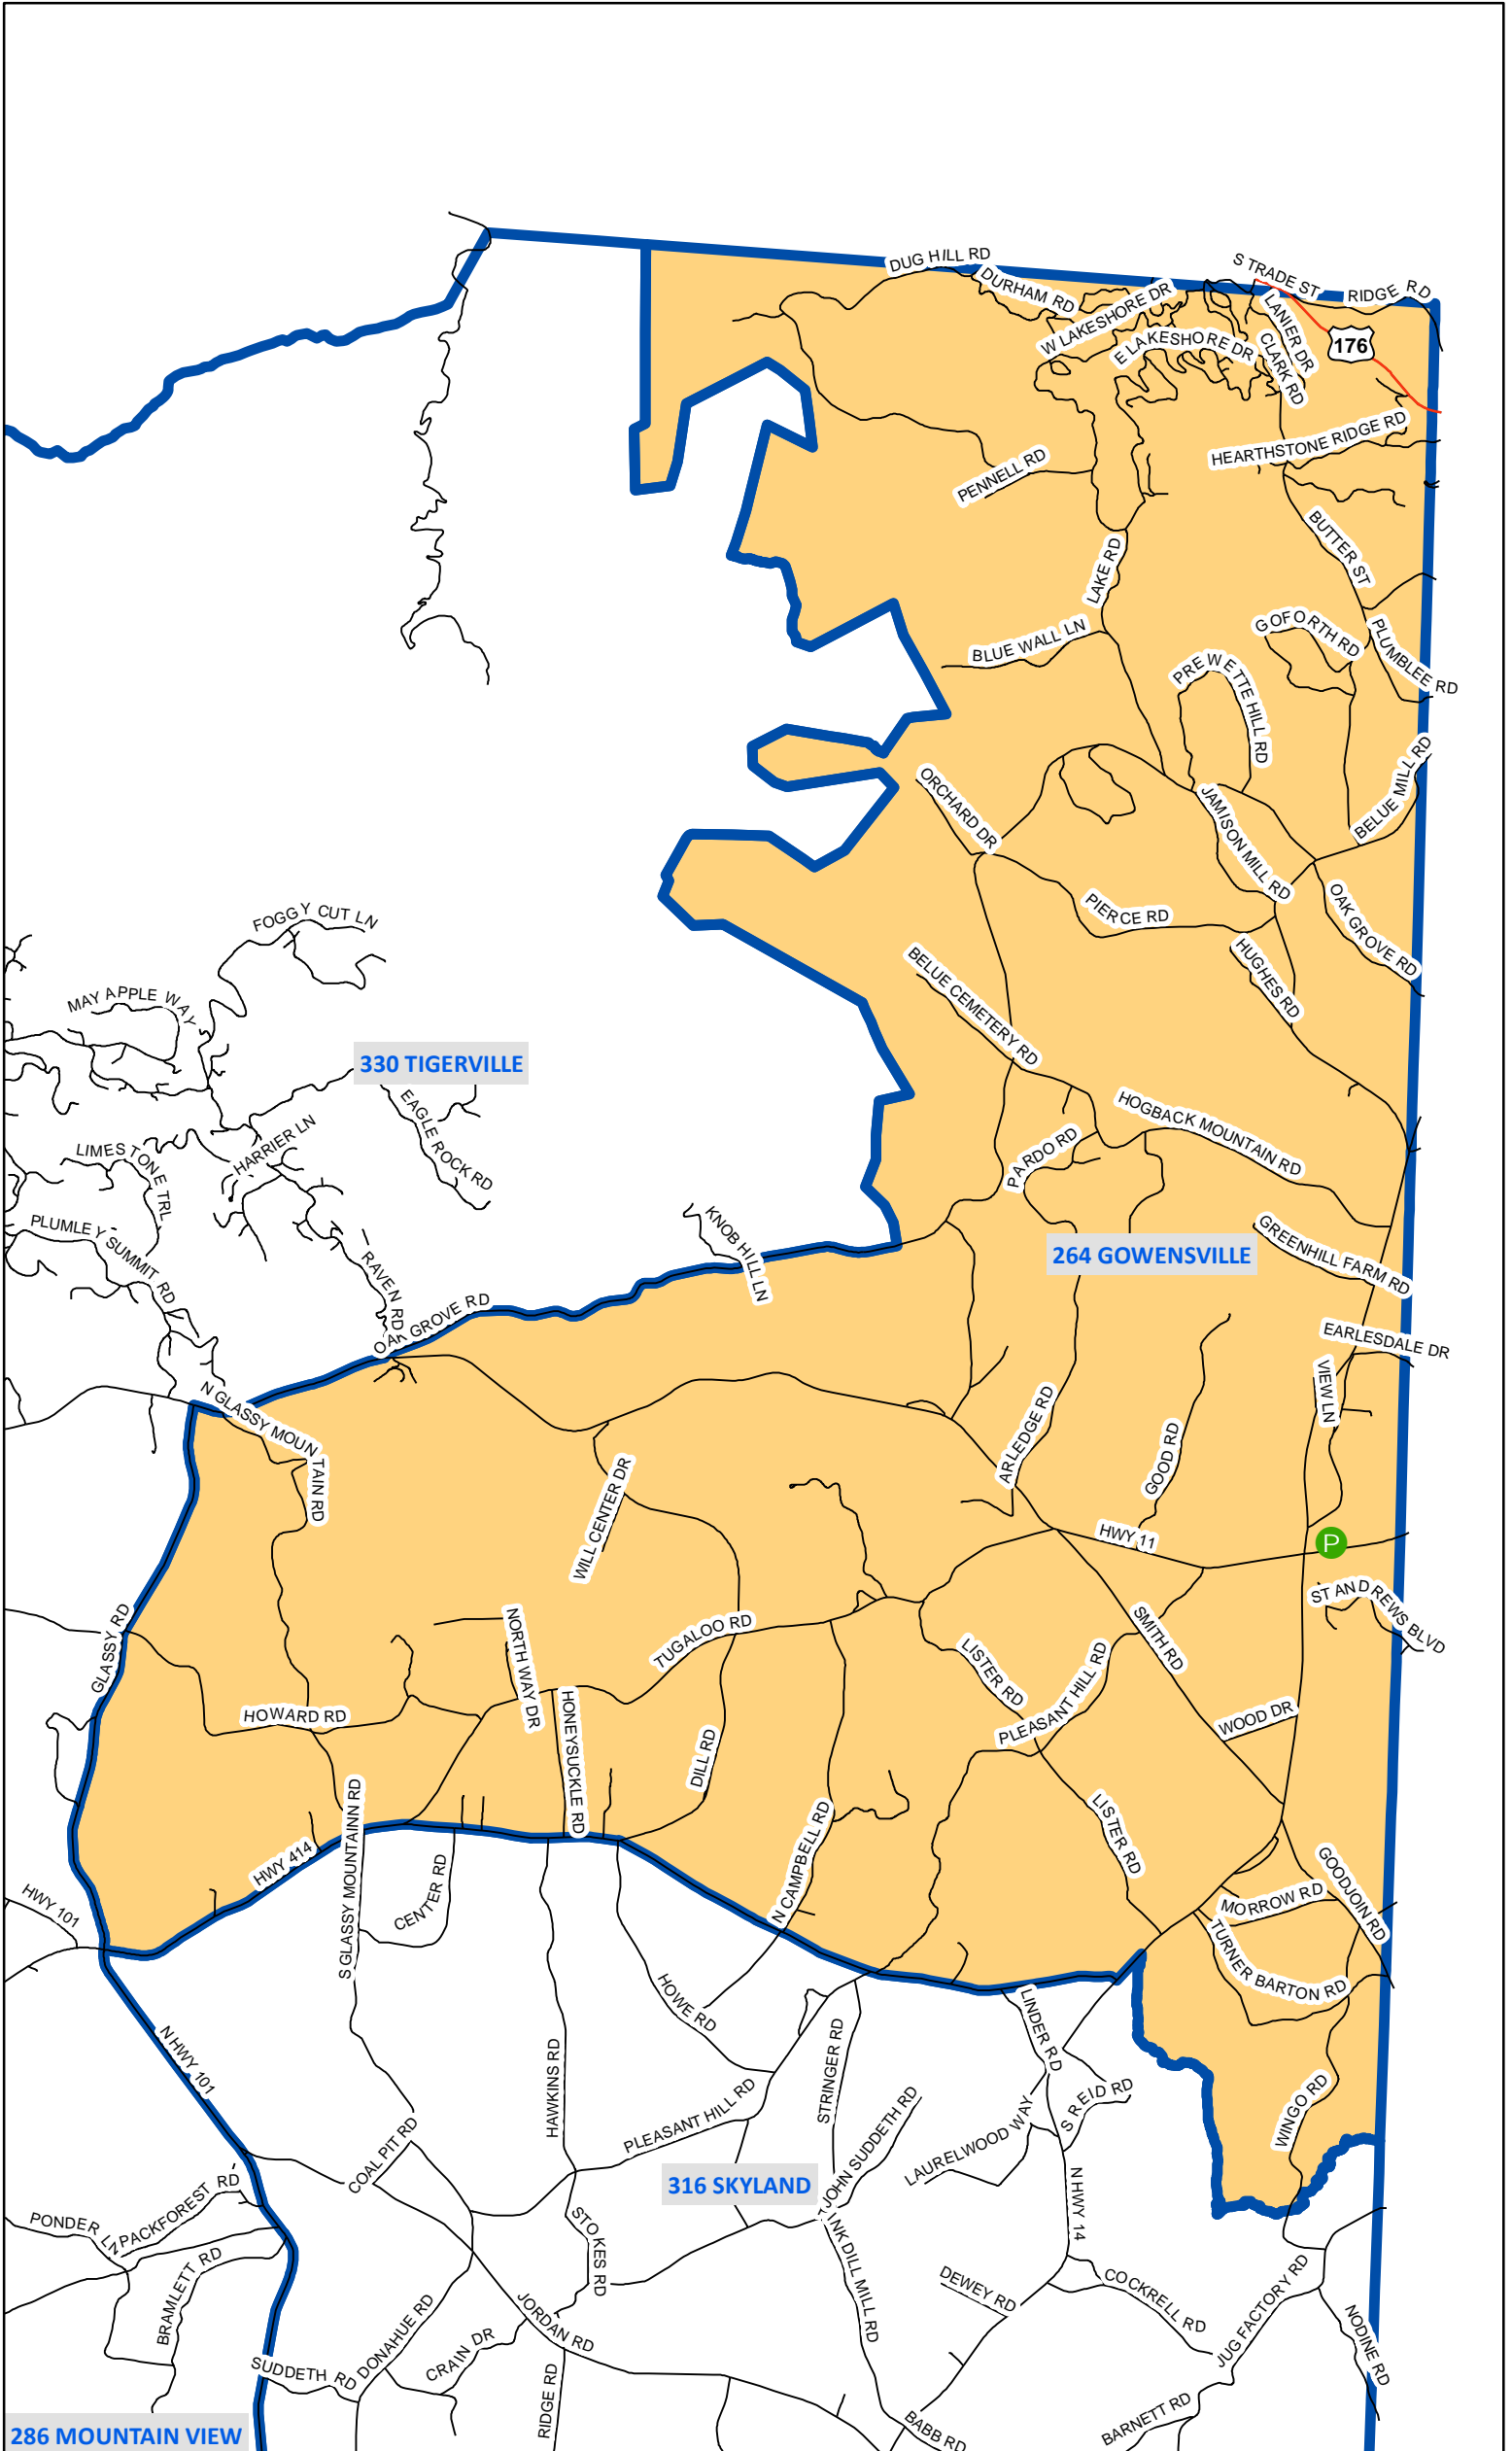 DUG HILL RD
S TRADE ST
RIDGE RD
DURHAM RD
W LAKESHORE DR
E LAKESHORE DR
LANIER DR
CLARK RD
176
HEARTHSTONE RIDGE RD
PENNELL RD
BUTTER ST
LAKE RD
BLUE WALL LN
GOFORTH RD
PLUMBLEE RD
PREWETTE HILL RD
ORCHARD DR
JAMISON MILL RD
BELUE MILL RD
PIERCE RD
OAK GROVE RD
HUGHES RD
FOGGY CUT LN
BELUE CEMETERY RD
MAY APPLE WAY
330 TIGERVILLE
EAGLE ROCK RD
HARRIER LN
LIMESTONE TRL
HOGBACK MOUNTAIN RD
PARDO RD
PLUMLEY SUMMIT RD
RAVEN RD
KNOB HILL LN
264 GOWENSVILLE
GREENHILL FARM RD
OAK GROVE RD
EARLESDALE DR
N GLASSY MOUNTAIN RD
VIEW LN
ARLEDGE RD
GOOD RD
WILL CENTER DR
HWY 11
P
ST ANDREWS BLVD
GLASSY RD
NORTH WAY DR
TUGALOO RD
LISTER RD
SMITH RD
PLEASANT HILL RD
HOWARD RD
HONEYSUCKLE RD
WOOD DR
DILL RD
S GLASSY MOUNTAINN RD
N CAMPBELL RD
LISTER RD
HWY 414
CENTER RD
HWY 101
GOODJOIN RD
MORROW RD
TURNER BARTON RD
HOWE RD
LINDER RD
N HWY 101
HAWKINS RD
STRINGER RD
S REID RD
WINGO RD
PLEASANT HILL RD
COAL PIT RD
JOHN SUDDETH RD
LAURELWOOD WAY
316 SKYLAND
N HWY 14
PACKFOREST RD
PONDER LN
STOKES RD
TINK DILL MILL RD
BRAMLETT RD
DEWEY RD
COCKRELL RD
JUG FACTORY RD
NODINE RD
JORDAN RD
DONAHUE RD
CRAIN DR
SUDDETH RD
RIDGE RD
BARNETT RD
BABB RD
286 MOUNTAIN VIEW